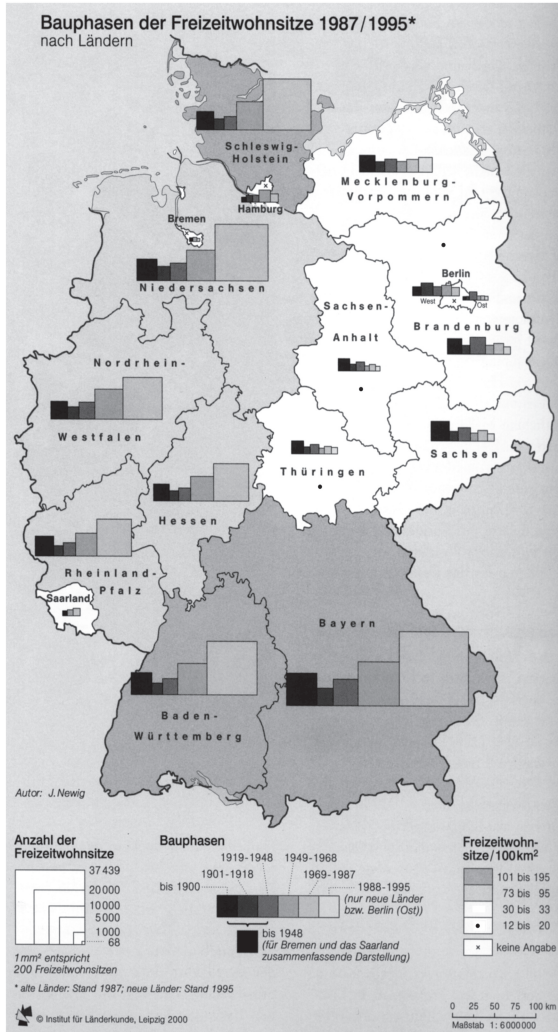 Bauphasen der Freizeitwohnsitze 1987/1995*
nach Ländern
Schleswig-
Holstein
Mecklenburg-
Vorpommern
Hamburg
Bremen
Niedersachsen
Berlin
West
Ost
Brandenburg
Sachsen-
Anhalt
Nordrhein-
Westfalen
Sachsen
Thüringen
Hessen
Rheinland-
Pfalz
Saarland
Bayern
Baden-
Württemberg
Autor: J. Newig
Anzahl der
Freizeitwohnsitze
37 439
20000
10000
5000
1000
68
1 mm² entspricht
200 Freizeitwohnsitzen
Bauphasen
1919-1948
1949-1968
1901-1918
1969-1987
bis 1900
1988-1995
(nur neue Länder
bzw. Berlin (Ost))
bis 1948
(für Bremen und das Saarland
zusammenfassende Darstellung)
Freizeitwohn-
sitze/100km²
101 bis 195
73 bis 95
30 bis 33
12 bis 20
keine Angabe
* alte Länder: Stand 1987; neue Länder: Stand 1995
© Institut für Länderkunde, Leipzig 2000
0 25 50 75 100 km
Maßstab 1: 6000000